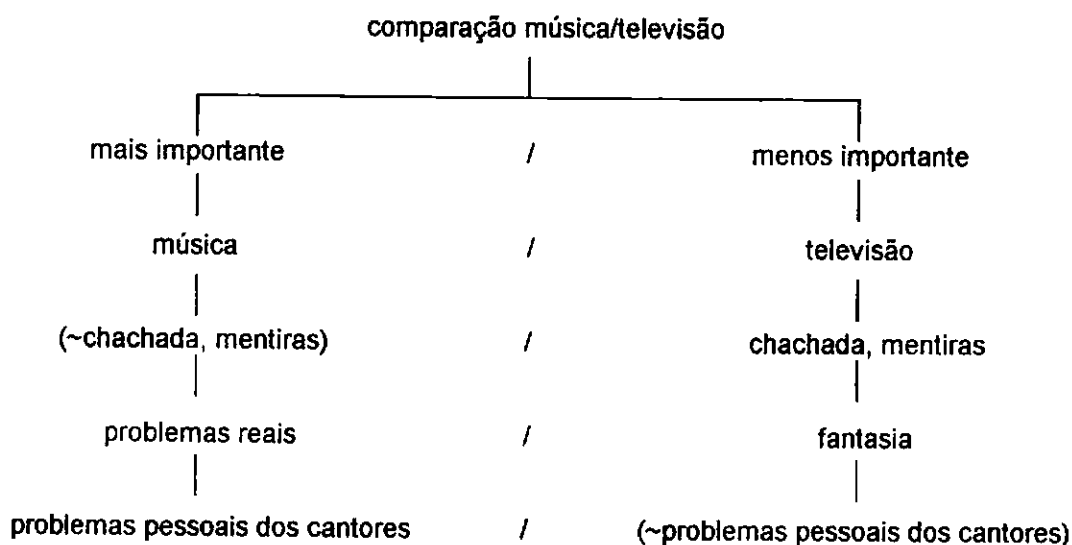 comparação música/televisão
mais importante / menos importante
música / televisão
(~chachada, mentiras) / chachada, mentiras
problemas reais / fantasia
problemas pessoais dos cantores / (~problemas pessoais dos cantores)